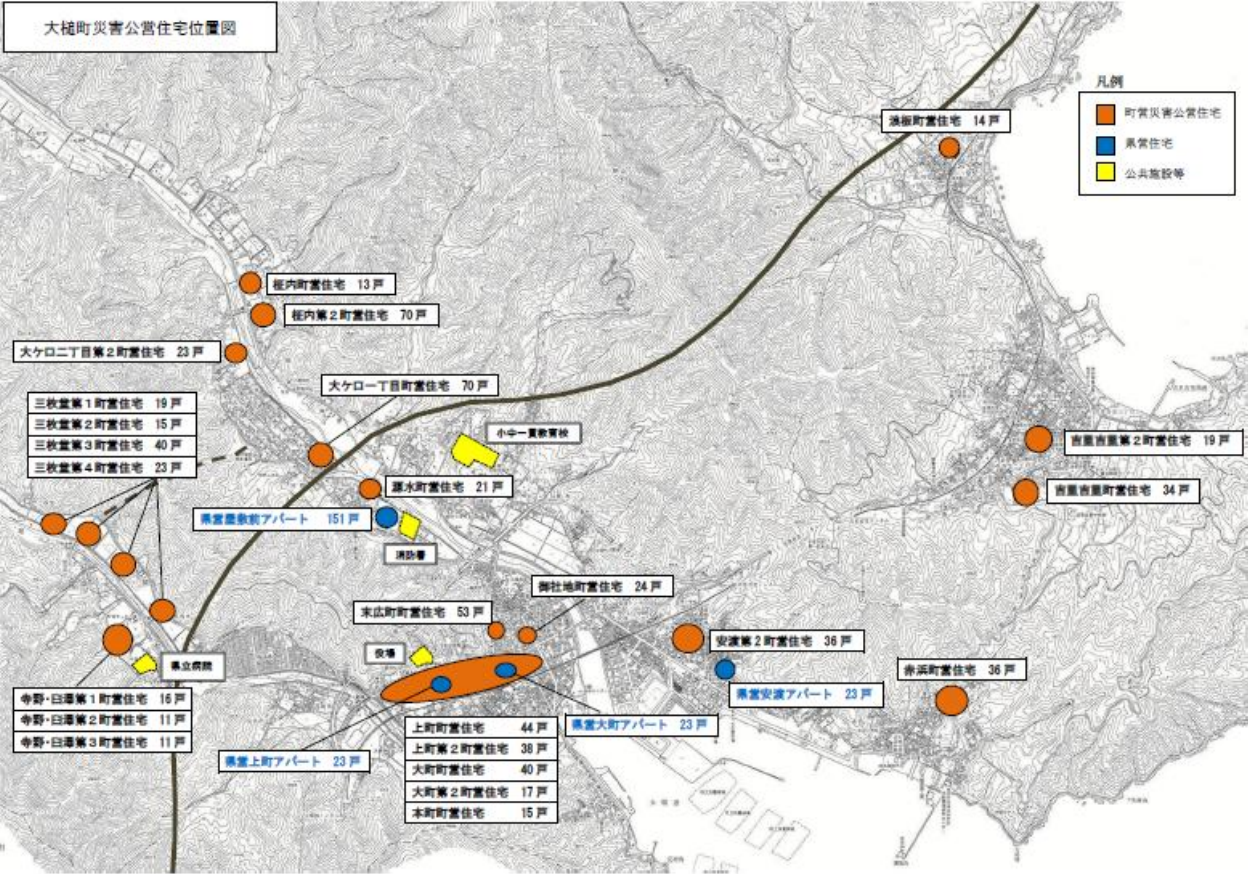 大槌町災害公営住宅位置図
凡例
町営災害公営住宅
県営住宅
公共施設等
浪板町営住宅 14戸
柾内町営住宅 13戸
柾内第2町営住宅 70戸
大ケ口二丁目第2町営住宅 23戸
大ケ口一丁目町営住宅 70戸
三枚堂第1町営住宅 19戸
三枚堂第2町営住宅 15戸
三枚堂第3町営住宅 40戸
三枚堂第4町営住宅 23戸
小中一貫教育校
吉里吉里第2町営住宅 19戸
吉里吉里町営住宅 34戸
源水町営住宅 21戸
県営屋敷前アパート 151戸
消防署
御社地町営住宅 24戸
末広町町営住宅 53戸
役場
安渡第2町営住宅 36戸
県立病院
赤浜町営住宅 36戸
県営安渡アパート 23戸
寺野・臼澤第1町営住宅 16戸
寺野・臼澤第2町営住宅 11戸
寺野・臼澤第3町営住宅 11戸
県営大町アパート 23戸
県営上町アパート 23戸
上町町営住宅 44戸
上町第2町営住宅 38戸
大町町営住宅 40戸
大町第2町営住宅 17戸
本町町営住宅 15戸